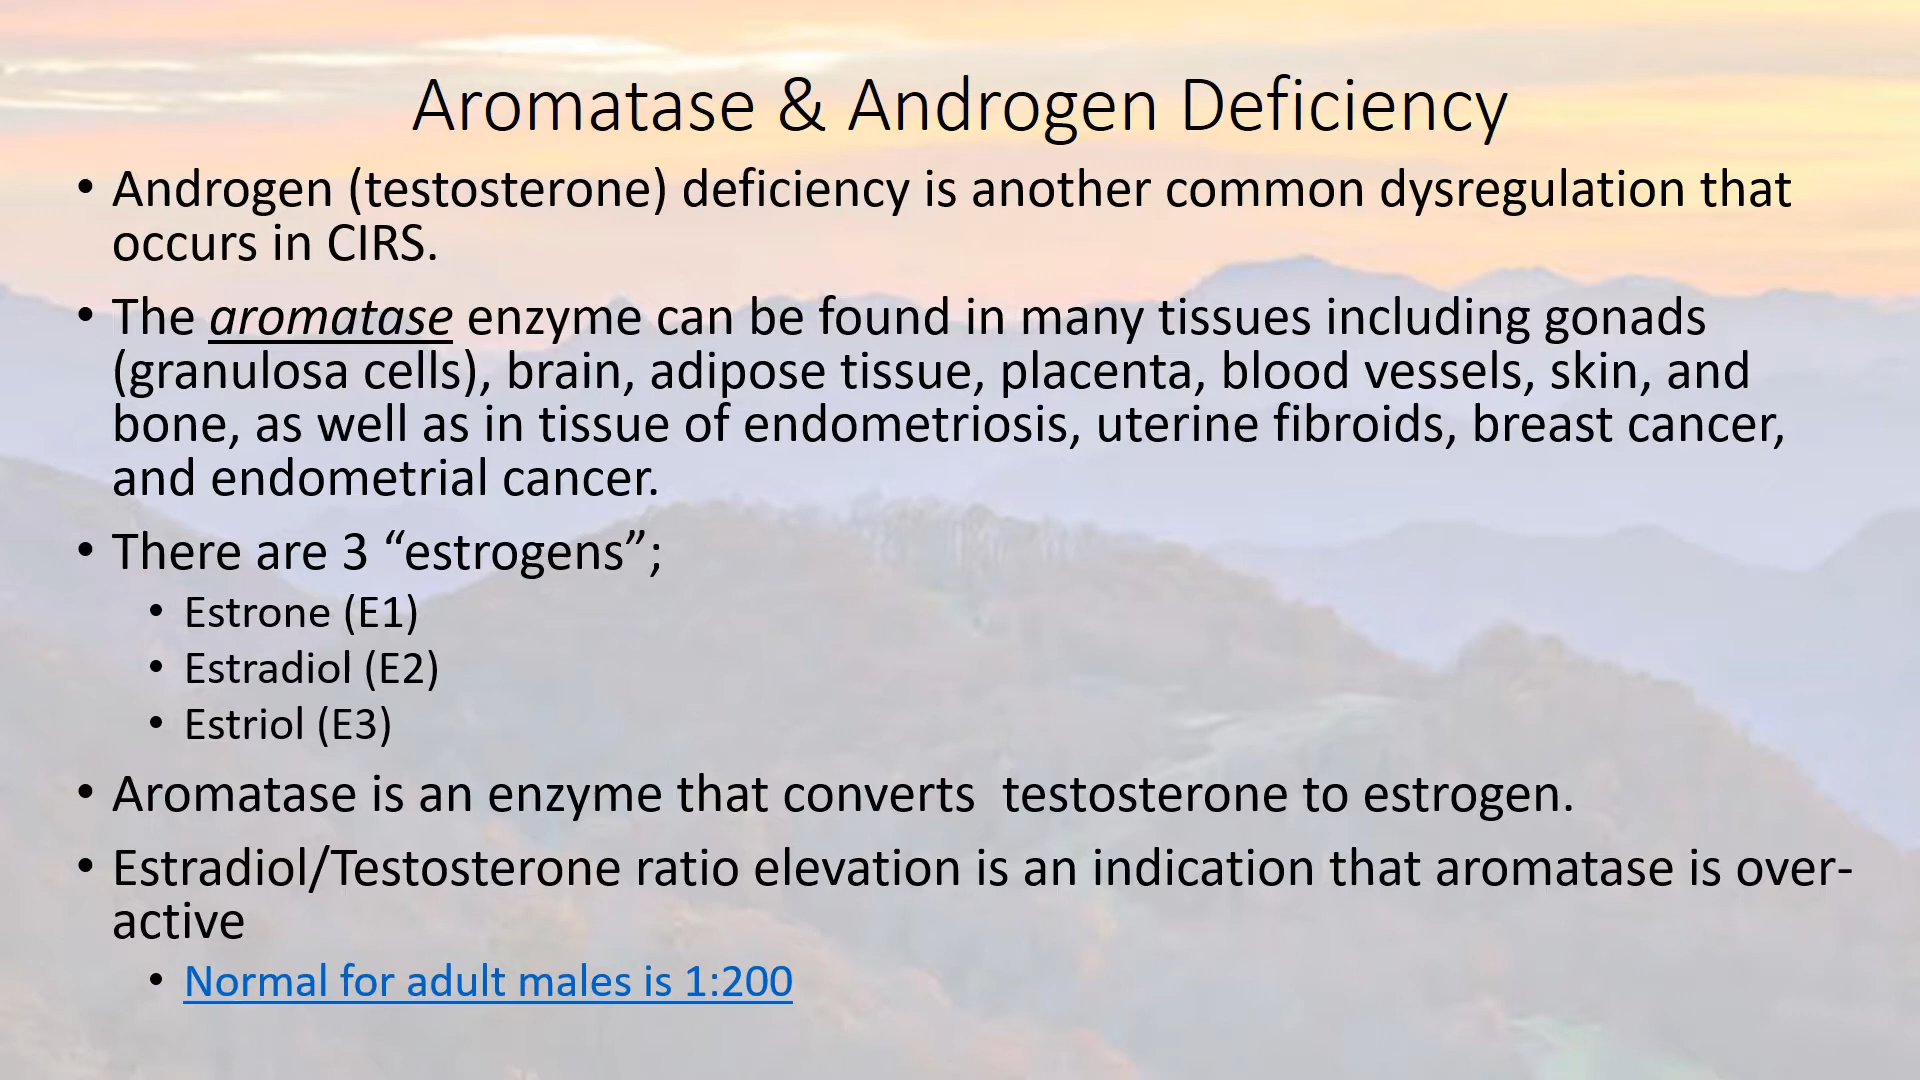 Aromatase & Androgen Deficiency
• Androgen (testosterone) deficiency is another common dysregulation that
occurs in CIRS.
• The aromatase enzyme can be found in many tissues including gonads
(granulosa cells), brain, adipose tissue, placenta, blood vessels, skin, and
bone, as well as in tissue of endometriosis, uterine fibroids, breast cancer,
and endometrial cancer.
• There are 3 “estrogens”;
• Estrone (E1)
• Estradiol (E2)
• Estriol (E3)
• Aromatase is an enzyme that converts  testosterone to estrogen.
• Estradiol/Testosterone ratio elevation is an indication that aromatase is over-
active
• Normal for adult males is 1:200